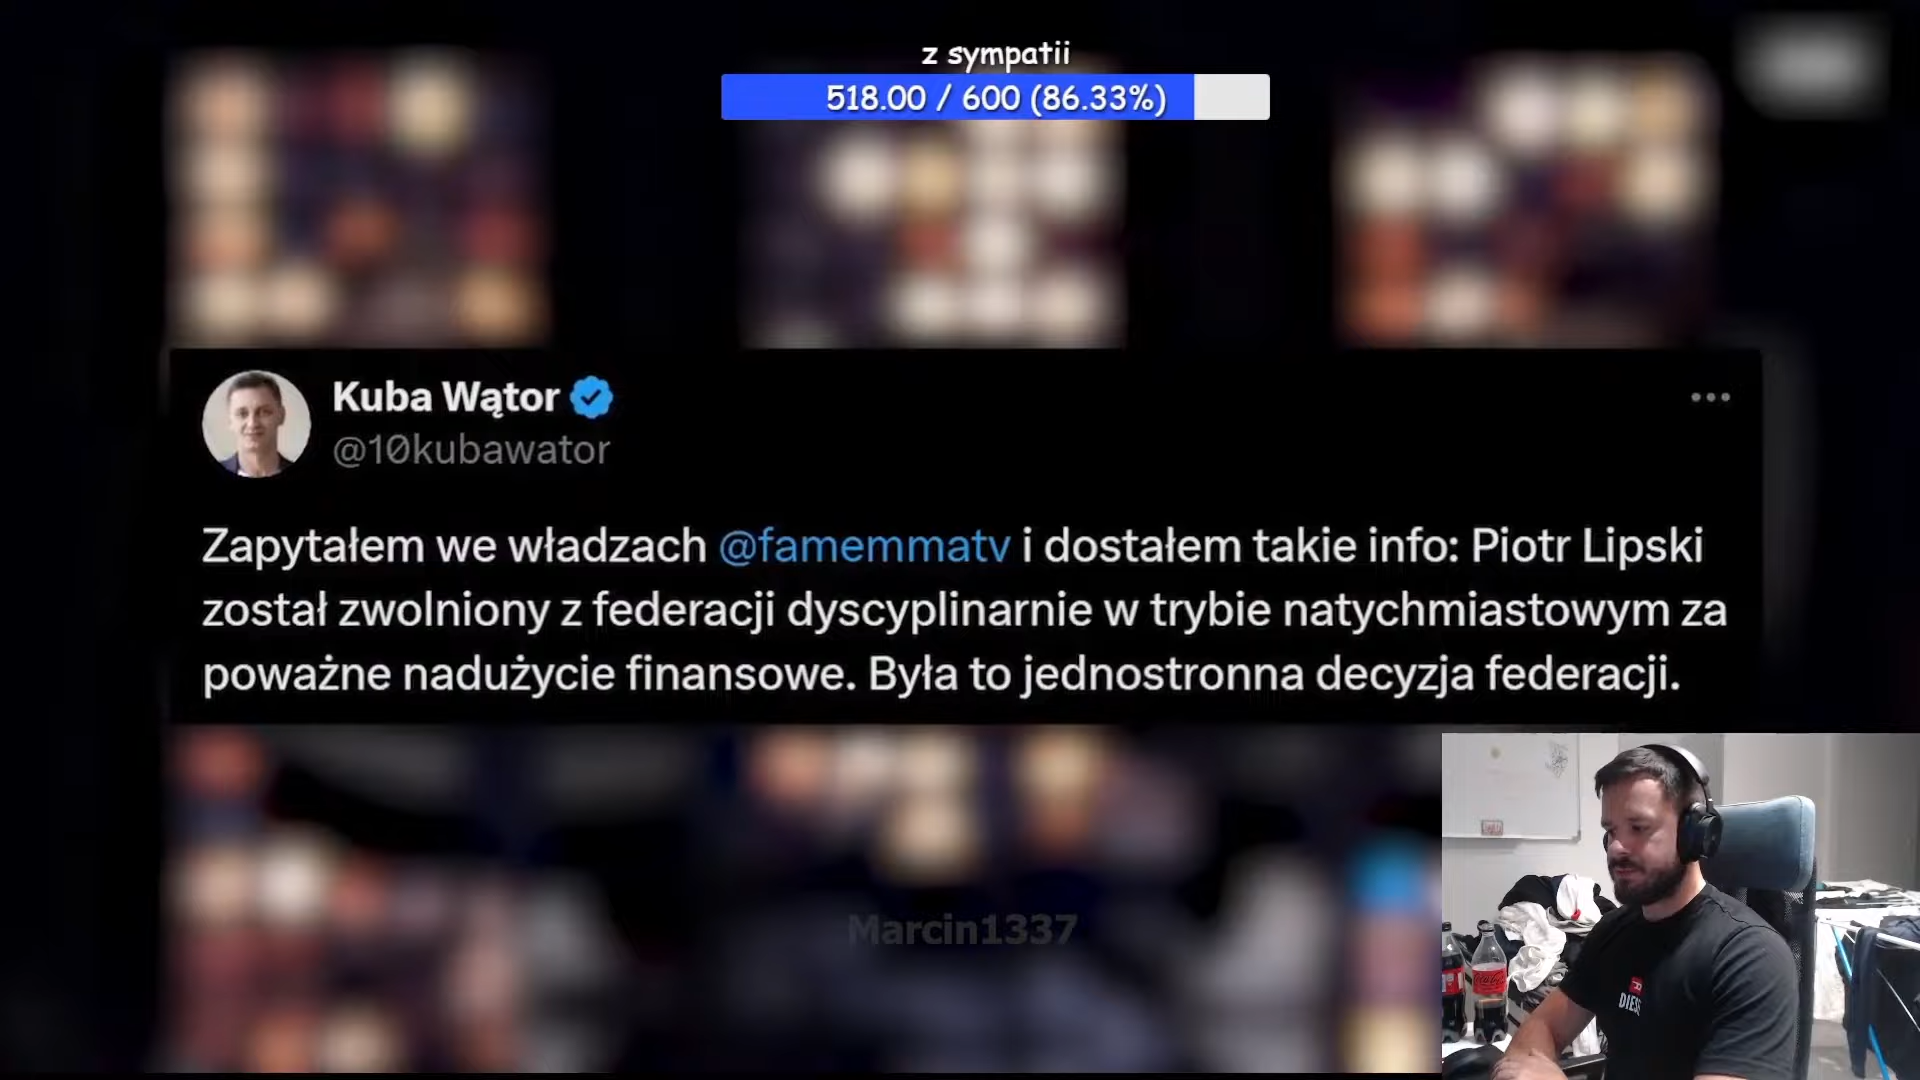 z sympatii
518.00 / 600 (86.33%)
Kuba Wątor
@10kubawator
Zapytałem we władzach @famemmatv i dostałem takie info: Piotr Lipski
został zwolniony z federacji dyscyplinarnie w trybie natychmiastowym za
poważne nadużycie finansowe. Była to jednostronna decyzja federacji.
Marcin1337